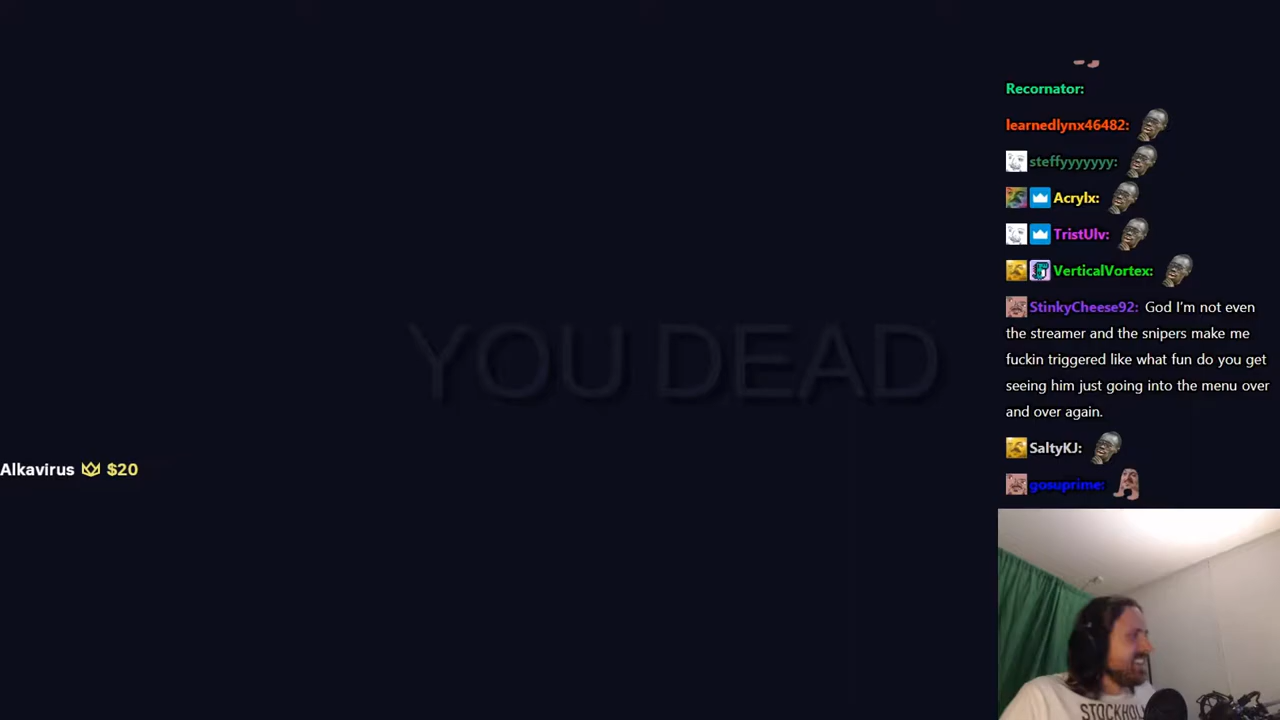 Recornator:
learnedlynx46482:
steffyyyyyyy:
Acrylx:
TristUlv:
VerticalVortex:
StinkyCheese92: God I’m not even
the streamer and the snipers make me
fuckin triggered like what fun do you get
seeing him just going into the menu over
and over again.
SaltyKJ:
gosuprime:
YOU DEAD
Alkavirus $20
STOCKHOL